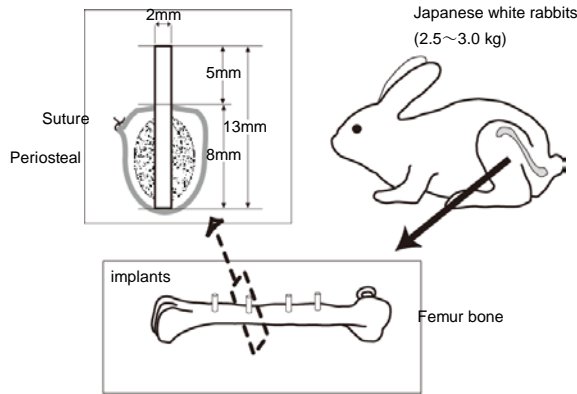 2mm
Japanese white rabbits
(2.5～3.0 kg)
5mm
Suture
13mm
Periosteal
8mm
implants
Femur bone